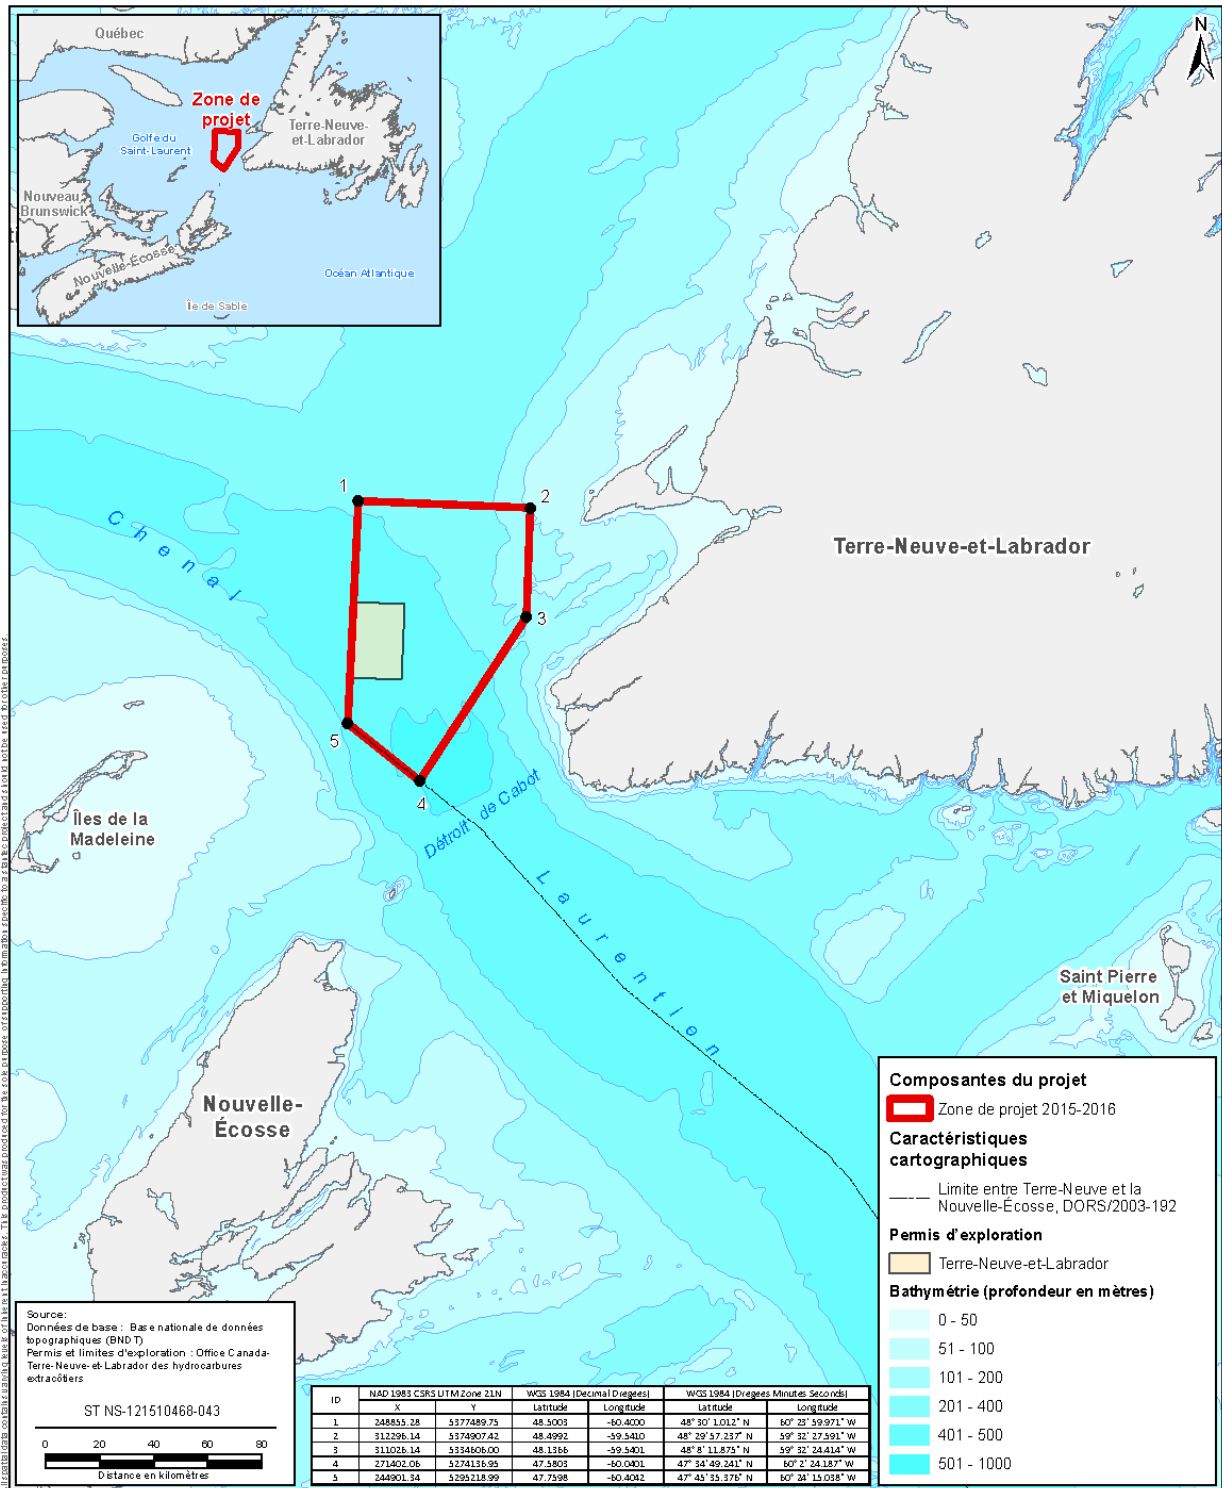 Québec
Zone de
projet
Terre-Neuve-
et-Labrador
Golfe du
Saint-Laurent
Nouveau
Brunswick
Nouvelle-Écosse
Océan Atlantique
Île de Sable
N
1
2
3
4
5
Chenal
Laurentien
Détroit de Cabot
Terre-Neuve-et-Labrador
Îles de la
Madeleine
Saint Pierre
et Miquelon
Nouvelle-
Écosse
Composantes du projet
Zone de projet 2015-2016
Caractéristiques
cartographiques
Limite entre Terre-Neuve et la
Nouvelle-Écosse, DORS/2003-192
Permis d'exploration
Terre-Neuve-et-Labrador
Bathymétrie (profondeur en mètres)
0 - 50
51 - 100
101 - 200
201 - 400
401 - 500
501 - 1000
Source:
Données de base : Base nationale de données
topographiques (BNDT)
Permis et limites d'exploration : Office Canada-
Terre-Neuve-et-Labrador des hydrocarbures
extracôtiers
ST NS-121510468-043
0 20 40 60 80
Distance en kilomètres
ID NAD 1983 CSRS UTM Zone 21N WGS 1984 (Decimal Dregees) WGS 1984 (Dregees Minutes Seconds)
X Y Latitude Longitude Latitude Longitude
1 248855.28 5377489.75 48.5003 -60.4000 48° 30' 1.012" N 60° 23' 59.971" W
2 312296.14 5374907.42 48.4992 -59.5410 48° 29' 57.237" N 59° 32' 27.591" W
3 311026.14 5334606.00 48.1366 -59.5401 48° 8' 11.875" N 59° 32' 24.414" W
4 271402.06 5274136.95 47.5803 -60.0401 47° 34' 49.241" N 60° 2' 24.187" W
5 244901.34 5295218.99 47.7598 -60.4042 47° 45' 35.376" N 60° 24' 15.038" W